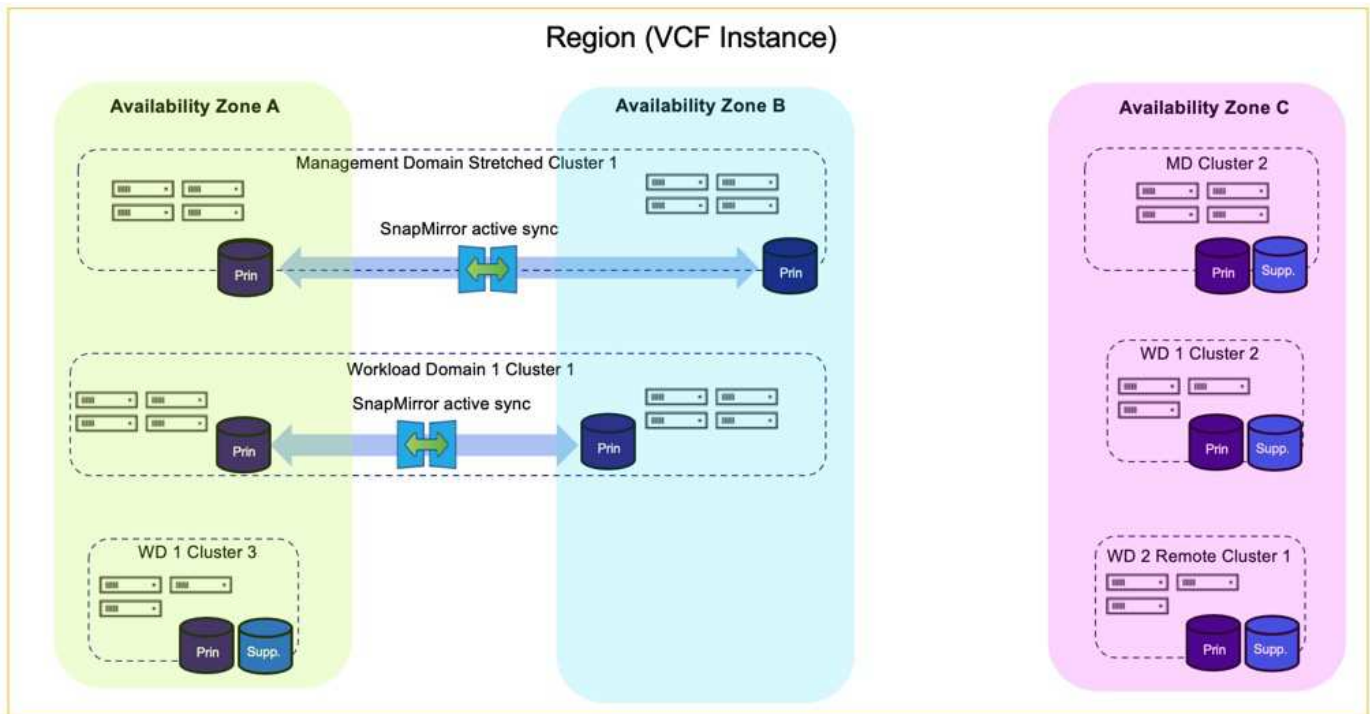 Region (VCF Instance)
Availability Zone A
Availability Zone B
Availability Zone C
Management Domain Stretched Cluster 1
SnapMirror active sync
Prin
Prin
MD Cluster 2
Prin
Supp.
Workload Domain 1 Cluster 1
SnapMirror active sync
Prin
Prin
WD 1 Cluster 2
Prin
Supp.
WD 1 Cluster 3
Prin
Supp.
WD 2 Remote Cluster 1
Prin
Supp.